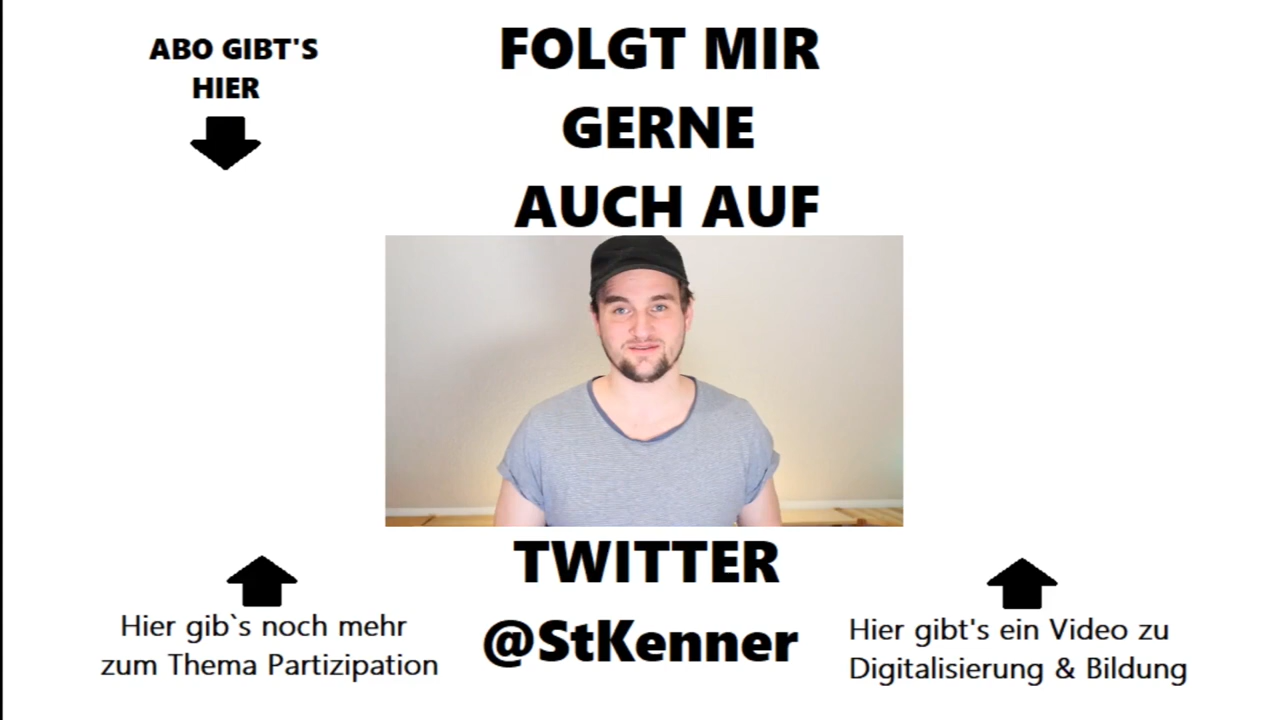 ABO GIBT'S
HIER
FOLGT MIR
GERNE
AUCH AUF
TWITTER
@StKenner
Hier gib`s noch mehr
zum Thema Partizipation
Hier gibt's ein Video zu
Digitalisierung & Bildung